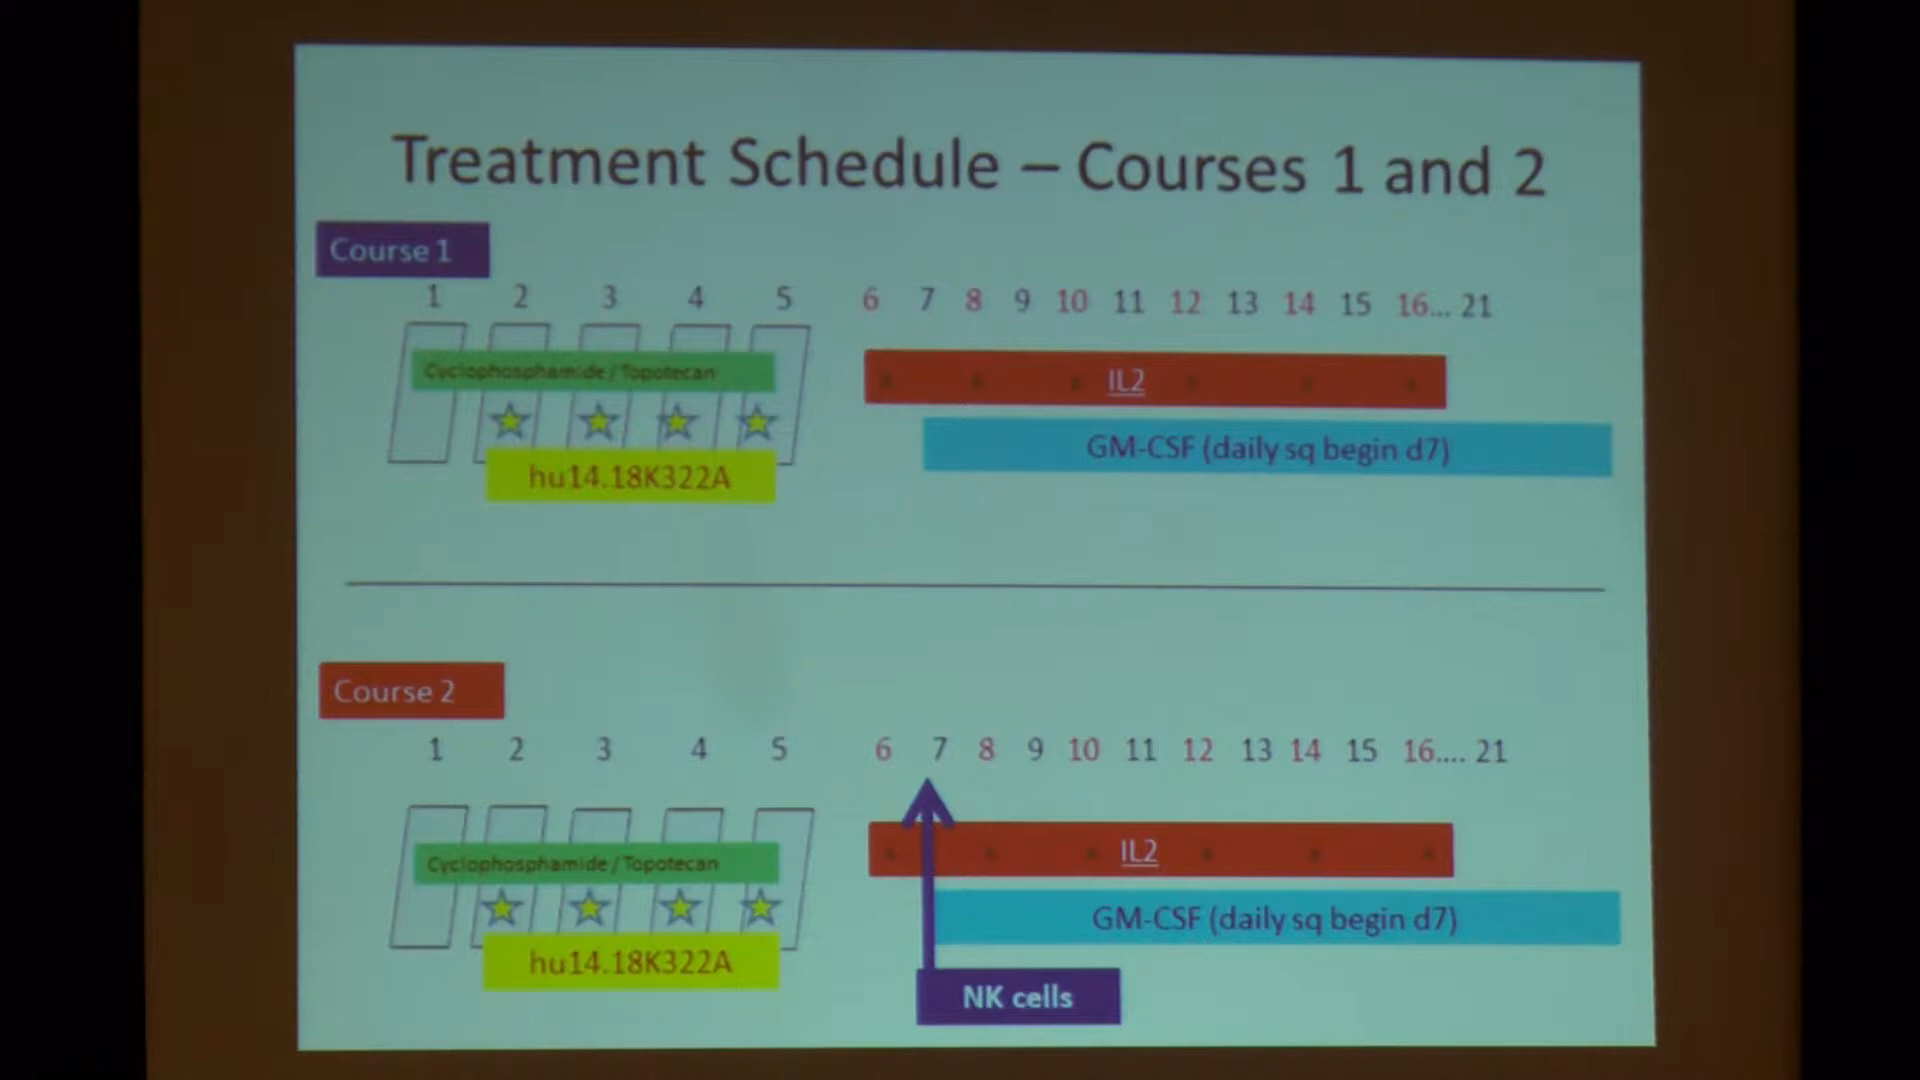 Treatment Schedule – Courses 1 and 2
Course 1
1 2 3 4 5 6 7 8 9 10 11 12 13 14 15 16... 21
Cyclophosphamide / Topotecan
IL2
GM-CSF (daily sq begin d7)
hu14.18K322A
Course 2
1 2 3 4 5 6 7 8 9 10 11 12 13 14 15 16.... 21
Cyclophosphamide / Topotecan
IL2
GM-CSF (daily sq begin d7)
hu14.18K322A
NK cells